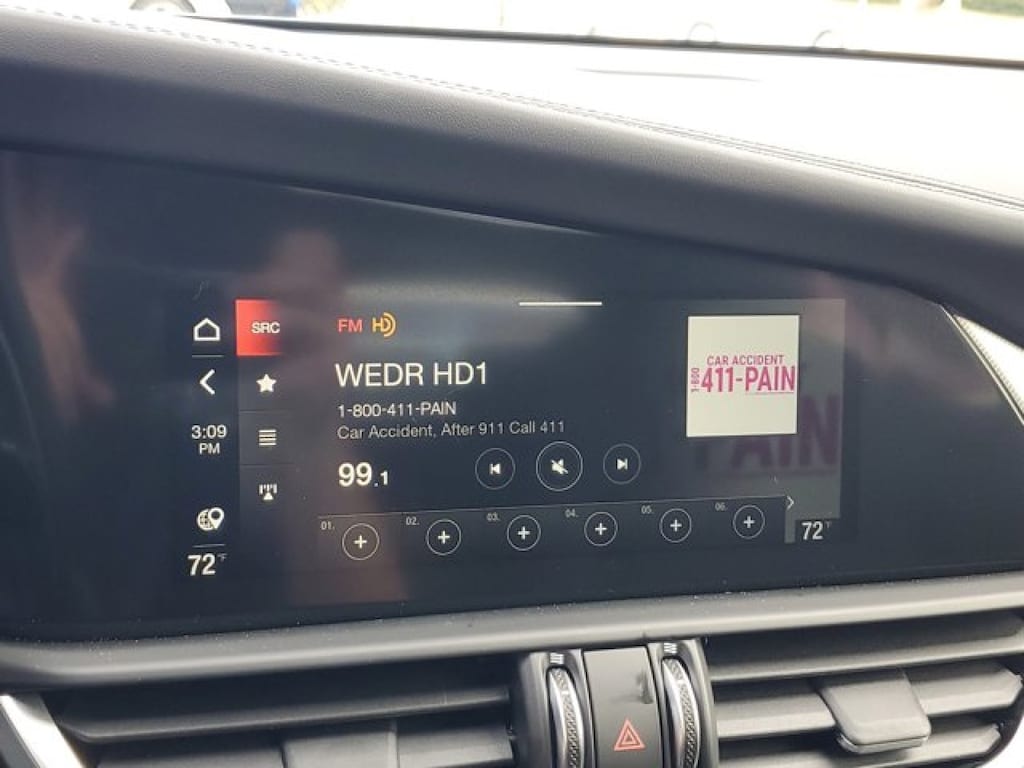 SRC
FM HD
WEDR HD1
1-800-411-PAIN
Car Accident, After 911 Call 411
99.1
3:09
PM
72°F
01. 02. 03. 04. 05. 06.
CAR ACCIDENT
1-800
411-PAIN
PAIN
72°